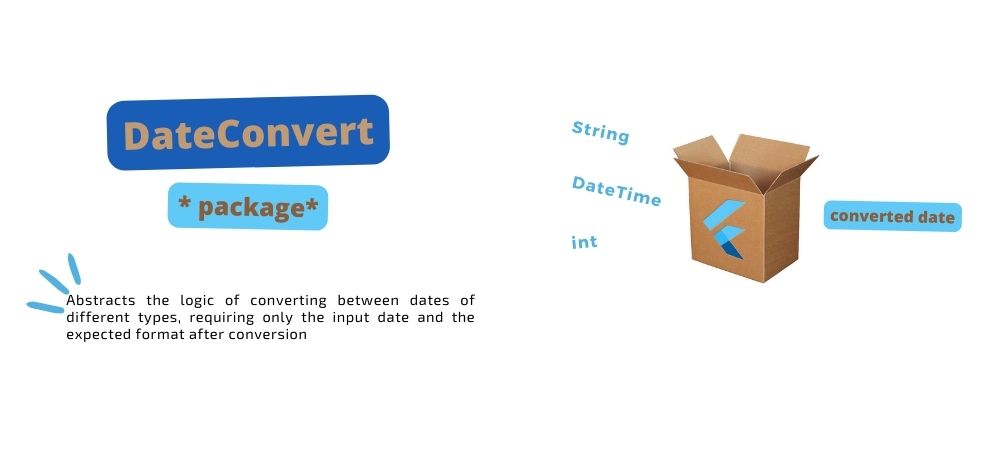 DateConvert
* package*
Abstracts the logic of converting between dates of
different types, requiring only the input date and the
expected format after conversion
String
DateTime
int
converted date